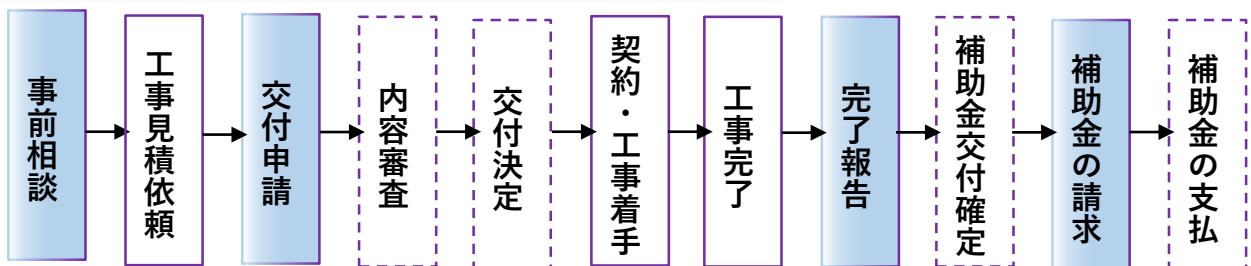 事前相談
工事見積依頼
交付申請
内容審査
交付決定
契約・工事着手
工事完了
完了報告
補助金交付確定
補助金の請求
補助金の支払